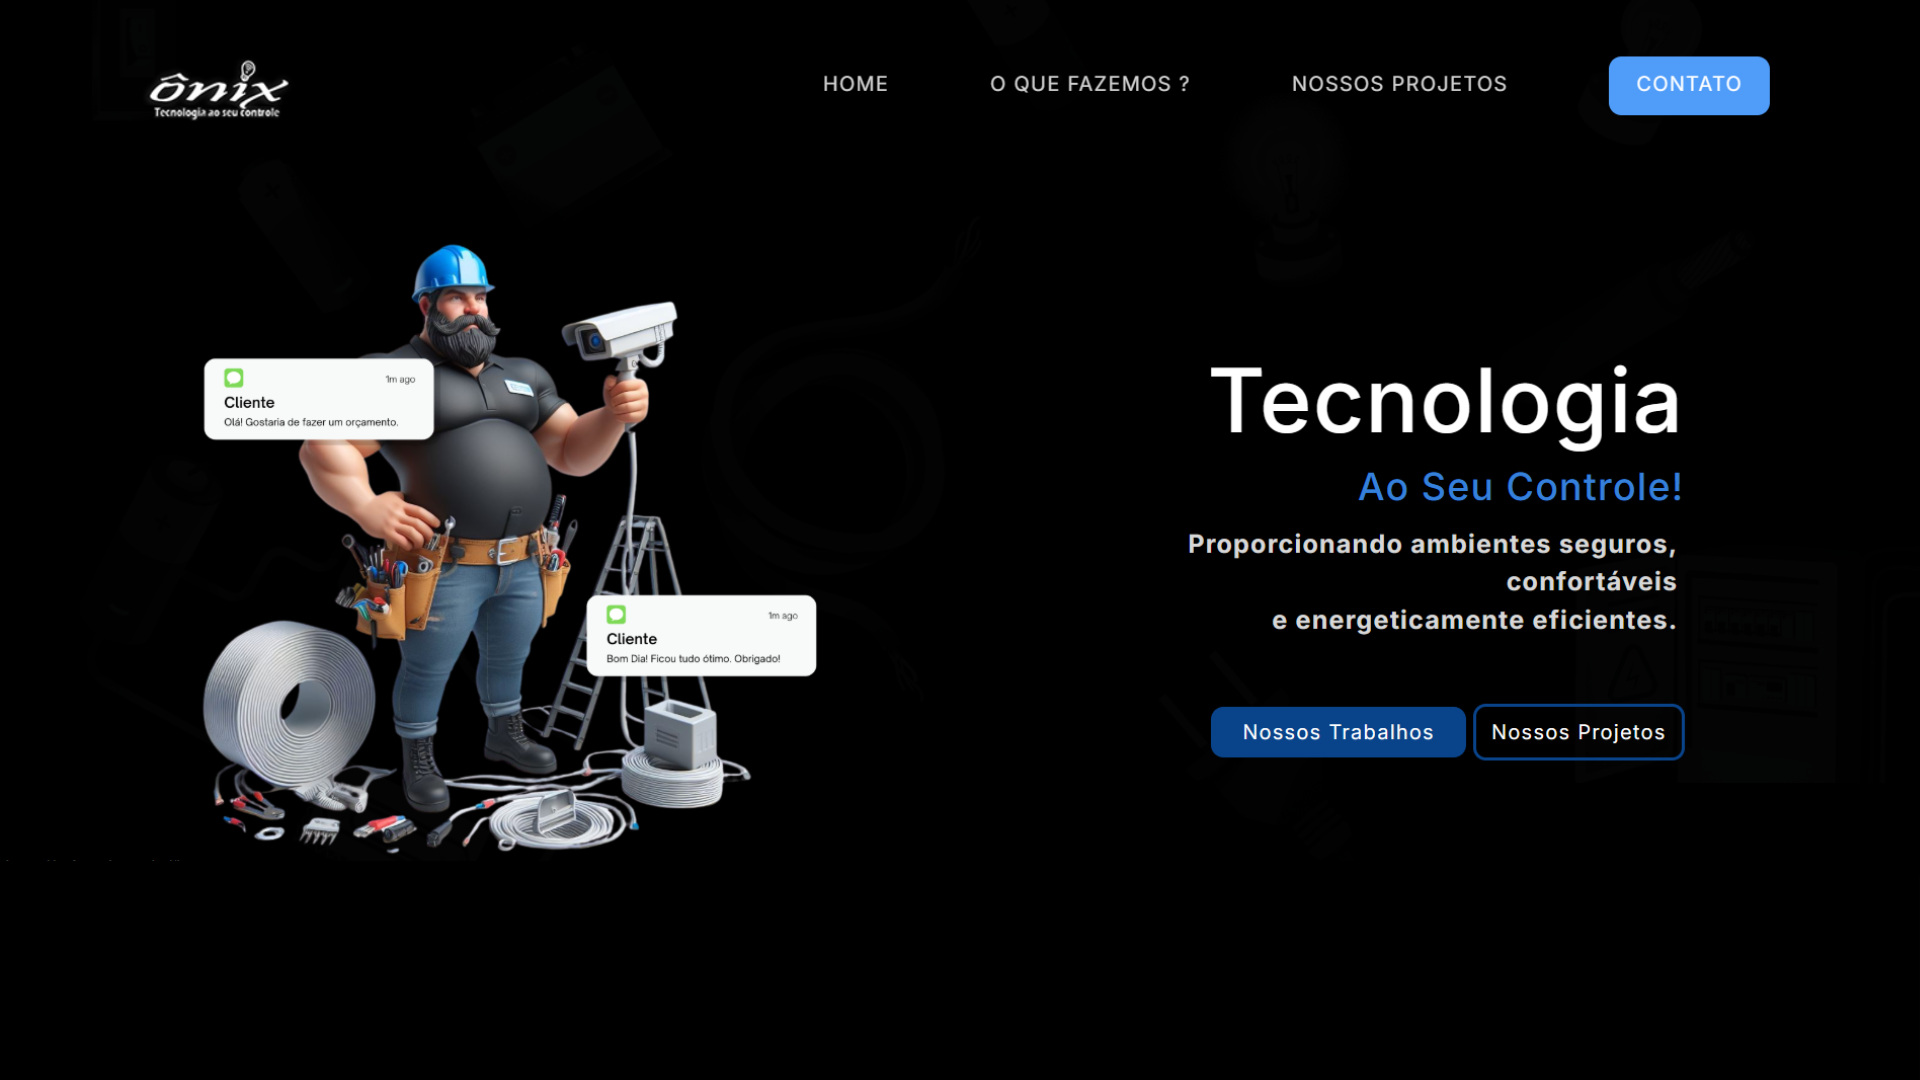 ônix
Tecnologia ao seu controle
HOME
O QUE FAZEMOS ?
NOSSOS PROJETOS
CONTATO
1m ago
Cliente
Olá! Gostaria de fazer um orçamento.
1m ago
Cliente
Bom Dia! Ficou tudo ótimo. Obrigado!
Tecnologia
Ao Seu Controle!
Proporcionando ambientes seguros,
confortáveis
e energeticamente eficientes.
Nossos Trabalhos
Nossos Projetos